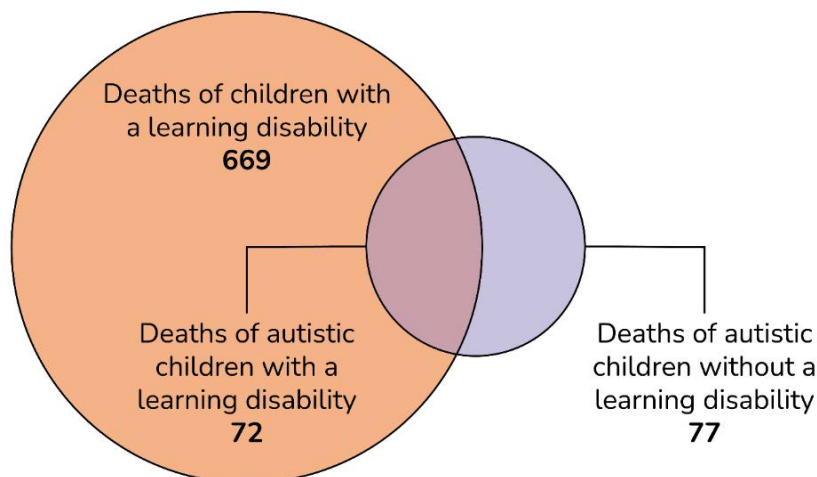 Deaths of children with
a learning disability
669
Deaths of autistic
children with a
learning disability
72
Deaths of autistic
children without a
learning disability
77